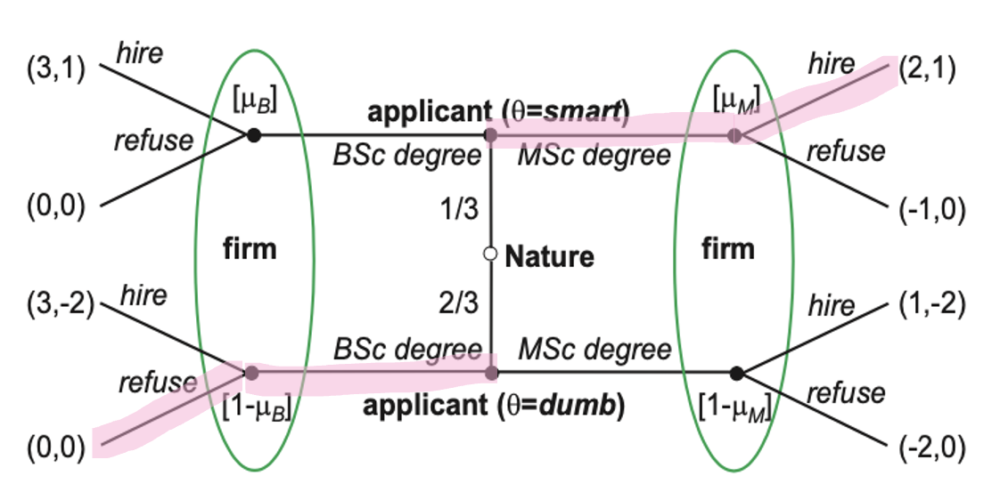 (3,1) hire
[μB]
refuse
(0,0)
applicant (θ=smart)
BSc degree MSc degree
[μM]
hire (2,1)
refuse
(-1,0)
1/3
firm
Nature
firm
2/3
(3,-2) hire
refuse
(0,0)
[1-μB]
BSc degree MSc degree
applicant (θ=dumb)
[1-μM]
hire (1,-2)
refuse
(-2,0)